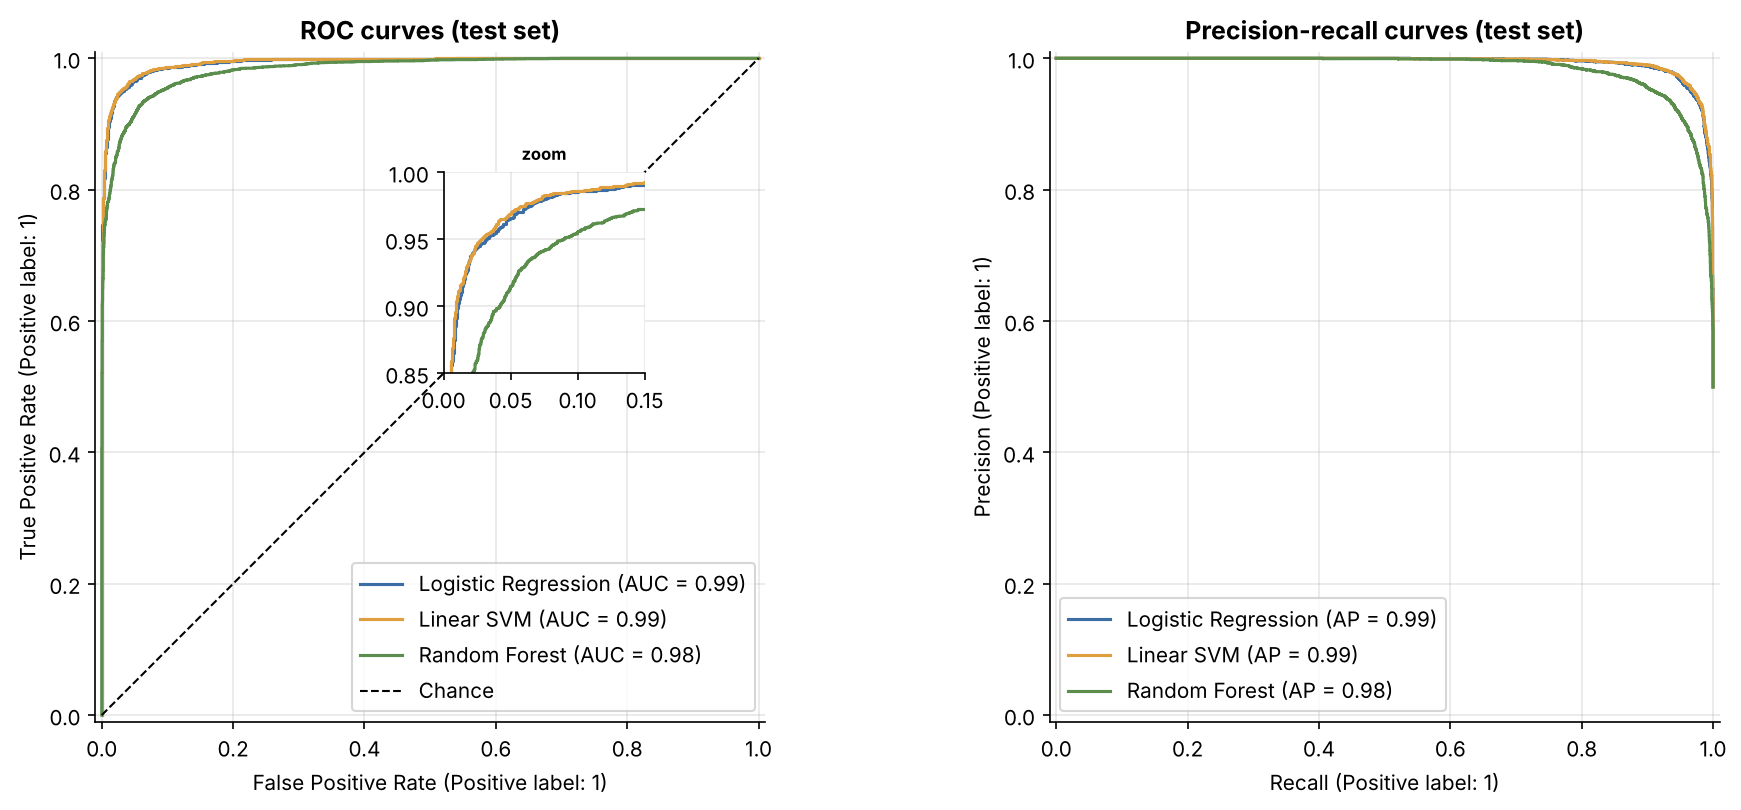 ROC curves (test set)
True Positive Rate (Positive label: 1)
1.0
0.8
0.6
0.4
0.2
0.0
0.0 0.2 0.4 0.6 0.8 1.0
False Positive Rate (Positive label: 1)
zoom
1.00
0.95
0.90
0.85
0.00 0.05 0.10 0.15
Logistic Regression (AUC = 0.99)
Linear SVM (AUC = 0.99)
Random Forest (AUC = 0.98)
Chance
Precision-recall curves (test set)
Precision (Positive label: 1)
1.0
0.8
0.6
0.4
0.2
0.0
0.0 0.2 0.4 0.6 0.8 1.0
Recall (Positive label: 1)
Logistic Regression (AP = 0.99)
Linear SVM (AP = 0.99)
Random Forest (AP = 0.98)